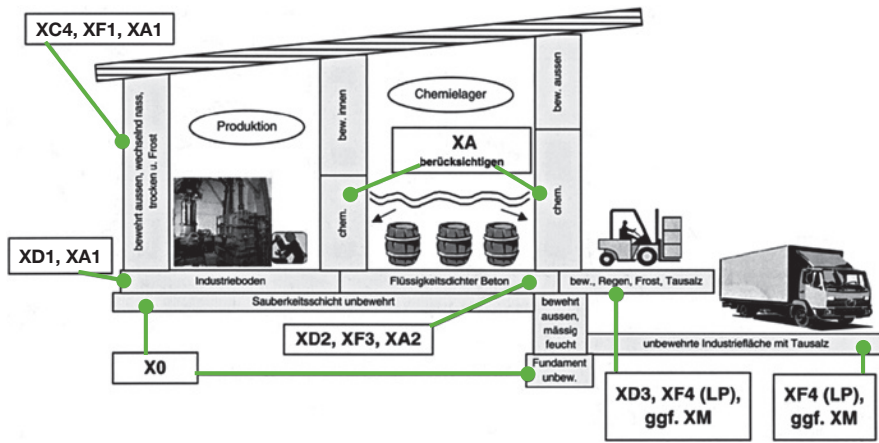 XC4, XF1, XA1
bewehrt aussen, wechselnd nass,
trocken u. Frost
Produktion
bew. innen
Chemielager
bew. aussen
XA
berücksichtigen
chem.
chem.
XD1, XA1
Industrieboden
Flüssigkeitsdichter Beton
bew., Regen, Frost, Tausalz
Sauberkeitsschicht unbewehrt
bewehrt
aussen,
mässig
feucht
XD2, XF3, XA2
unbewehrte Industriefläche mit Tausalz
X0
Fundament
unbew.
XD3, XF4 (LP),
ggf. XM
XF4 (LP),
ggf. XM